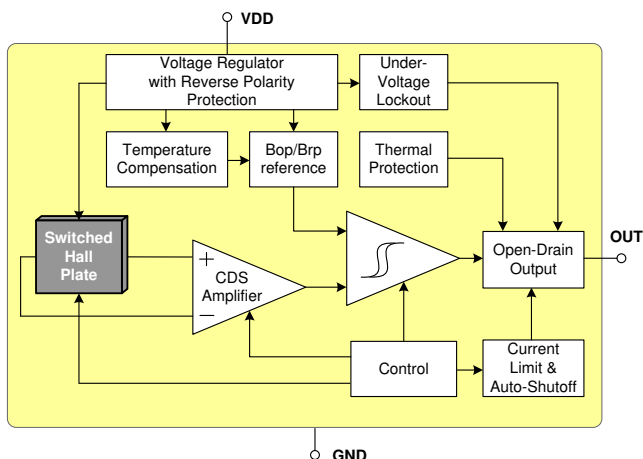 VDD
Voltage Regulator
with Reverse Polarity
Protection
Under-
Voltage
Lockout
Temperature
Compensation
Bop/Brp
reference
Thermal
Protection
Switched
Hall
Plate
+
CDS
Amplifier
−
Open-Drain
Output
OUT
Control
Current
Limit &
Auto-Shutoff
GND